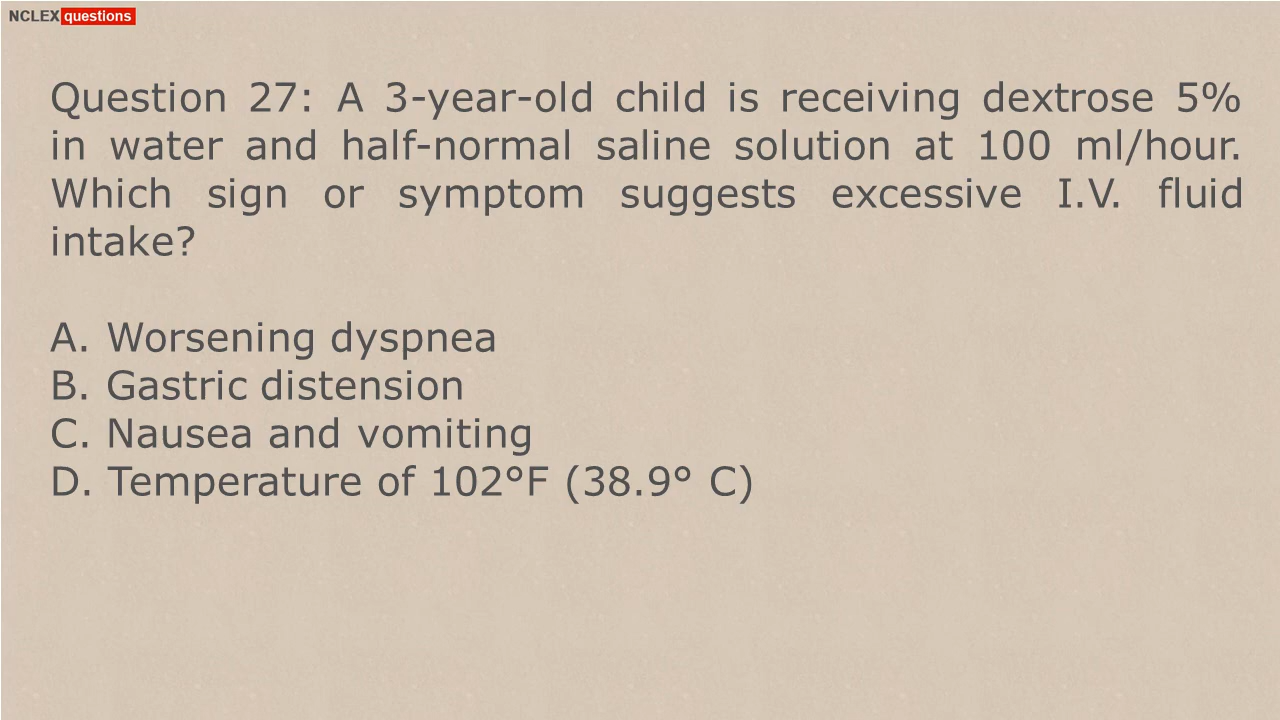 NCLEX questions
Question 27: A 3-year-old child is receiving dextrose 5%
in water and half-normal saline solution at 100 ml/hour.
Which sign or symptom suggests excessive I.V. fluid
intake?
A. Worsening dyspnea
B. Gastric distension
C. Nausea and vomiting
D. Temperature of 102°F (38.9° C)